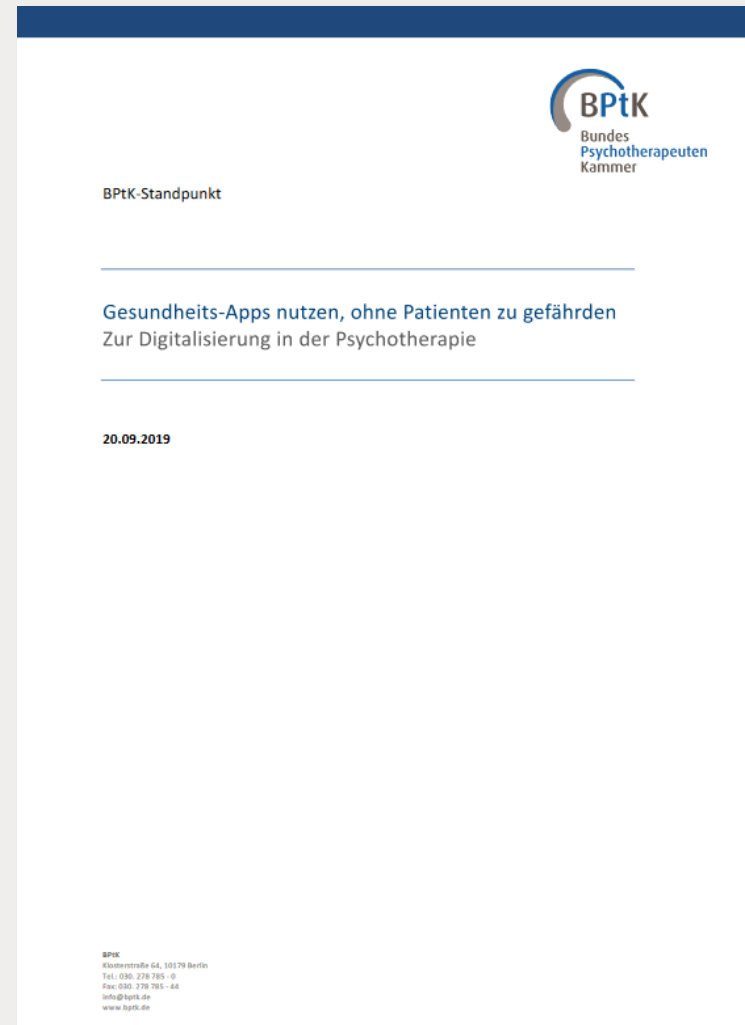 BPtK
Bundes
Psychotherapeuten
Kammer
BPtK-Standpunkt
Gesundheits-Apps nutzen, ohne Patienten zu gefährden
Zur Digitalisierung in der Psychotherapie
20.09.2019
BPtK
Klosterstraße 64, 10179 Berlin
Tel.: 030. 278 785 - 0
Fax: 030. 278 785 - 44
info@bptk.de
www.bptk.de